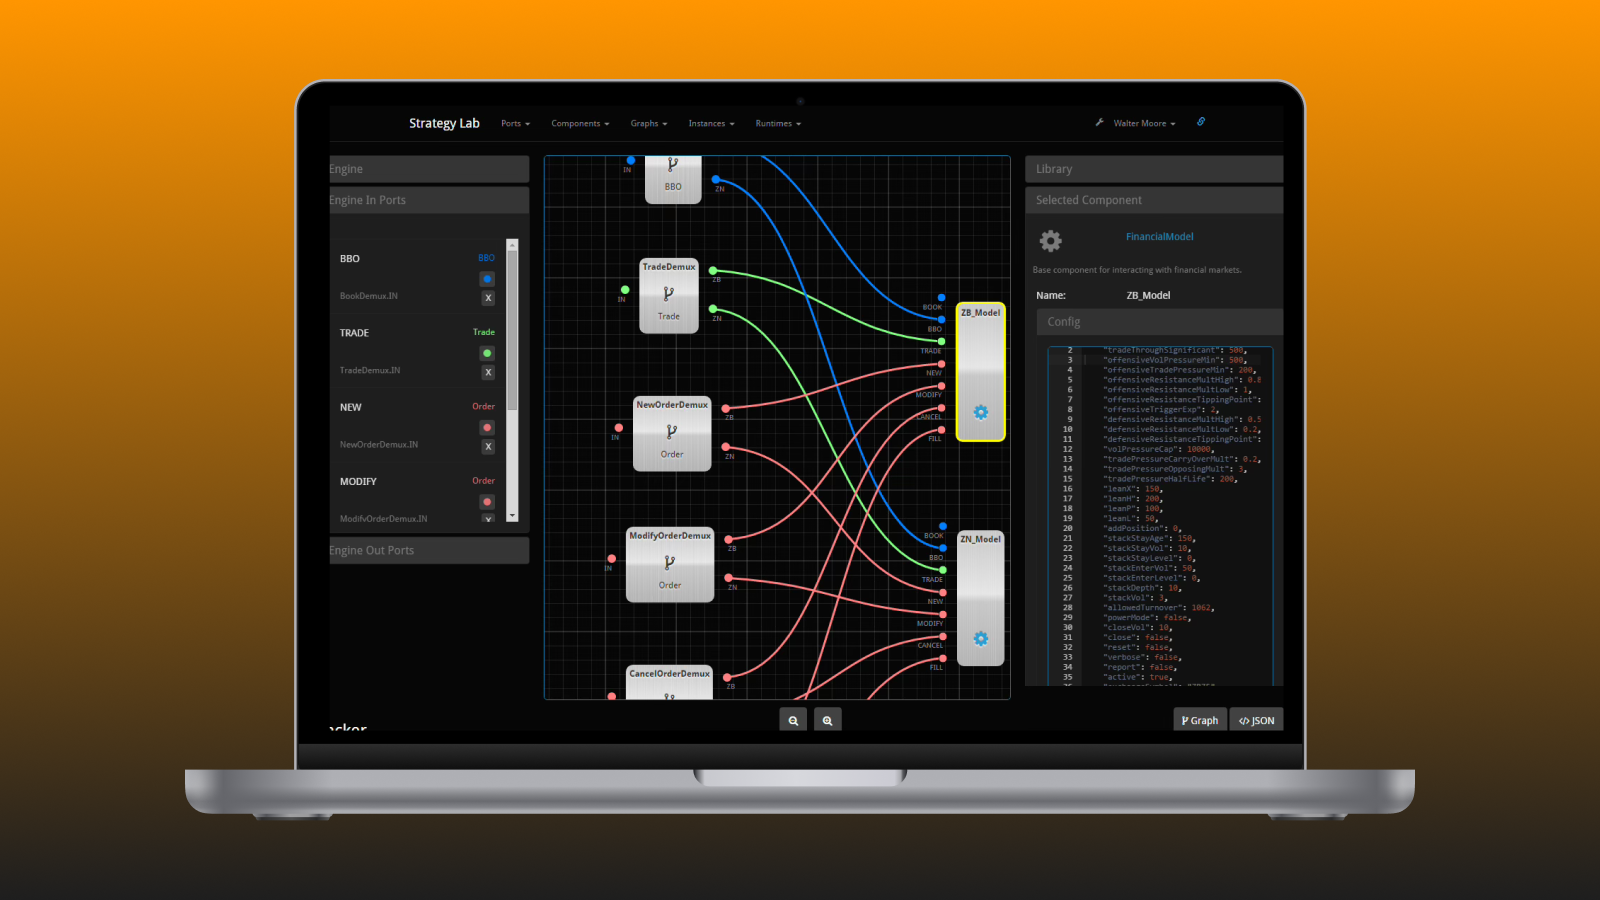 Strategy Lab Ports Components Graphs Instances Runtimes Walter Moore
Engine
Engine In Ports
BBO BBO
BookDemux.IN X
TRADE Trade
TradeDemux.IN X
NEW Order
NewOrderDemux.IN X
MODIFY Order
ModifyOrderDemux.IN X
Engine Out Ports
IN
BBO
ZN
TradeDemux
ZB
IN
Trade
ZN
NewOrderDemux
ZB
IN
Order
ZN
ModifyOrderDemux
ZB
IN
Order
ZN
CancelOrderDemux
ZB
ZB_Model
BOOK
BBO
TRADE
NEW
MODIFY
CANCEL
FILL
ZN_Model
BOOK
BBO
TRADE
NEW
MODIFY
CANCEL
FILL
Library
Selected Component
FinancialModel
Base component for interacting with financial markets.
Name: ZB_Model
Config
2 "tradeThroughSignificant": 500,
3 "offensiveVolPressureMin": 500,
4 "offensiveTradePressureMin": 200,
5 "offensiveResistanceMultHigh": 0.8
6 "offensiveResistanceMultLow": 1,
7 "offensiveResistanceTippingPoint":
8 "offensiveTriggerExp": 2,
9 "defensiveResistanceMultHigh": 0.5
10 "defensiveResistanceMultLow": 0.2,
11 "defensiveResistanceTippingPoint":
12 "volPressureCap": 10000,
13 "tradePressureCarryOverMult": 0.2,
14 "tradePressureOpposingMult": 3,
15 "tradePressureHalfLife": 200,
16 "leanX": 150,
17 "leanH": 200,
18 "leanP": 100,
19 "leanL": 50,
20 "addPosition": 0,
21 "stackStayAge": 150,
22 "stackStayVol": 10,
23 "stackStayLevel": 0,
24 "stackEnterVol": 50,
25 "stackEnterLevel": 0,
26 "stackDepth": 10,
27 "stackVol": 3,
28 "allowedTurnover": 1062,
29 "powerMode": false,
30 "closeVol": 10,
31 "close": false,
32 "reset": false,
33 "verbose": false,
34 "report": false,
35 "active": true,
Graph </> JSON